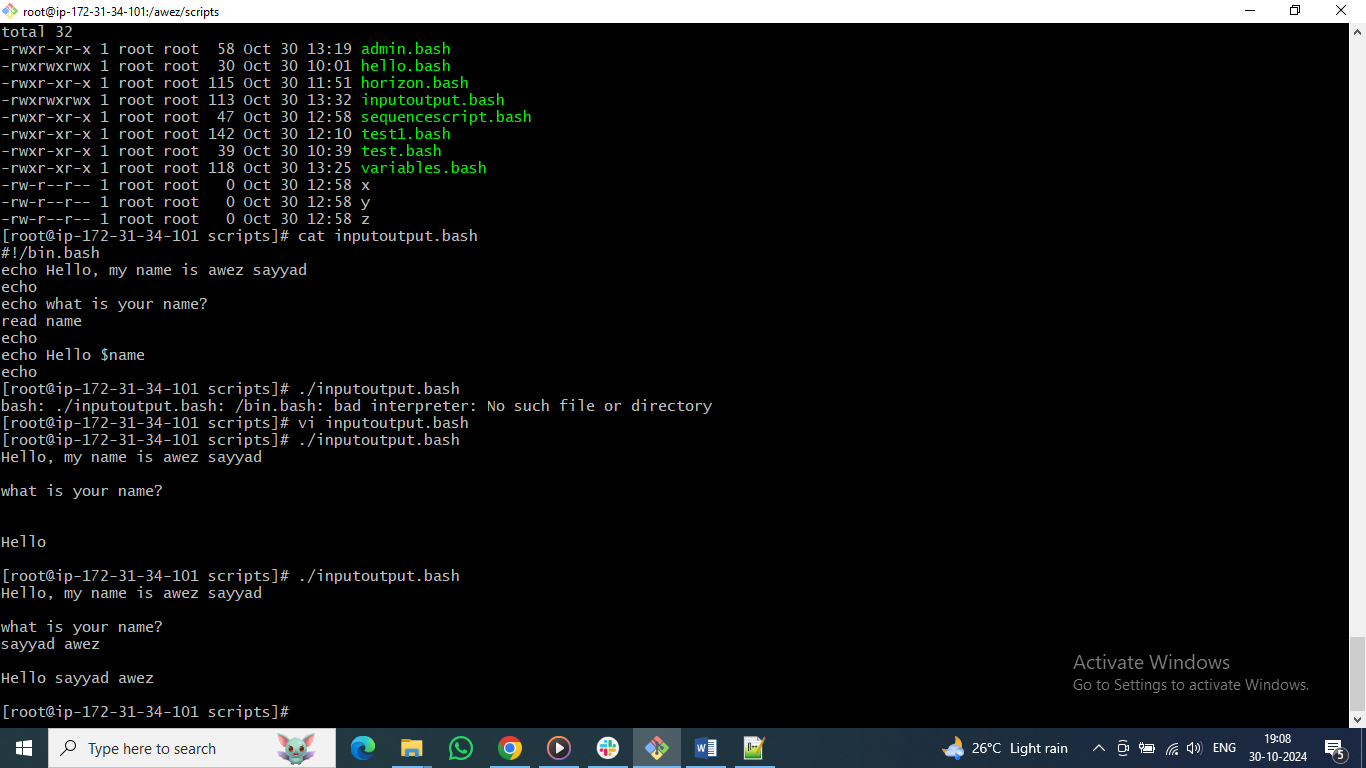 root@ip-172-31-34-101:/awez/scripts
total 32
-rwxr-xr-x 1 root root  58 Oct 30 13:19 admin.bash
-rwxrwxrwx 1 root root  30 Oct 30 10:01 hello.bash
-rwxr-xr-x 1 root root 115 Oct 30 11:51 horizon.bash
-rwxrwxrwx 1 root root 113 Oct 30 13:32 inputoutput.bash
-rwxr-xr-x 1 root root  47 Oct 30 12:58 sequencescript.bash
-rwxr-xr-x 1 root root 142 Oct 30 12:10 test1.bash
-rwxr-xr-x 1 root root  39 Oct 30 10:39 test.bash
-rwxr-xr-x 1 root root 118 Oct 30 13:25 variables.bash
-rw-r--r-- 1 root root   0 Oct 30 12:58 x
-rw-r--r-- 1 root root   0 Oct 30 12:58 y
-rw-r--r-- 1 root root   0 Oct 30 12:58 z
[root@ip-172-31-34-101 scripts]# cat inputoutput.bash
#!/bin.bash
echo Hello, my name is awez sayyad
echo
echo what is your name?
read name
echo
echo Hello $name
echo
[root@ip-172-31-34-101 scripts]# ./inputoutput.bash
bash: ./inputoutput.bash: /bin.bash: bad interpreter: No such file or directory
[root@ip-172-31-34-101 scripts]# vi inputoutput.bash
[root@ip-172-31-34-101 scripts]# ./inputoutput.bash
Hello, my name is awez sayyad
what is your name?
Hello
[root@ip-172-31-34-101 scripts]# ./inputoutput.bash
Hello, my name is awez sayyad
what is your name?
sayyad awez
Hello sayyad awez
[root@ip-172-31-34-101 scripts]#
Activate Windows
Go to Settings to activate Windows.
Type here to search
26°C Light rain
ENG
19:08
30-10-2024
5